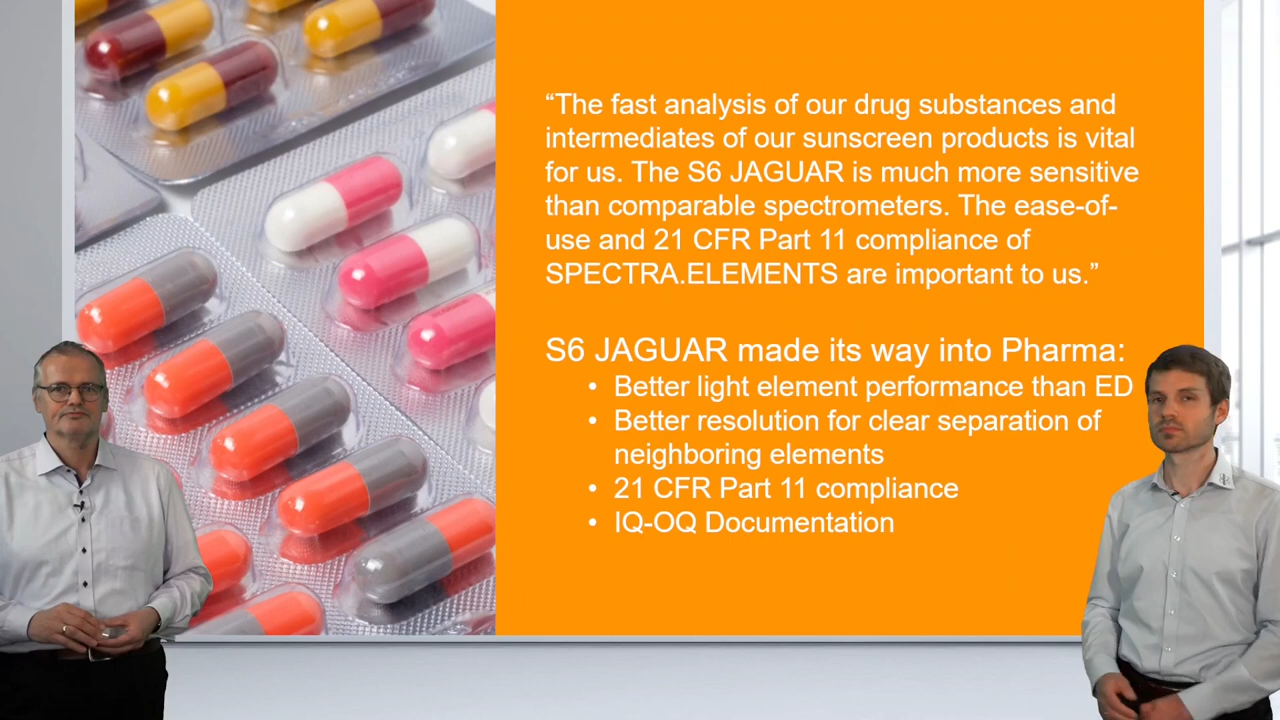 “The fast analysis of our drug substances and
intermediates of our sunscreen products is vital
for us. The S6 JAGUAR is much more sensitive
than comparable spectrometers. The ease-of-
use and 21 CFR Part 11 compliance of
SPECTRA.ELEMENTS are important to us.”
S6 JAGUAR made its way into Pharma:
• Better light element performance than ED
• Better resolution for clear separation of
neighboring elements
• 21 CFR Part 11 compliance
• IQ-OQ Documentation